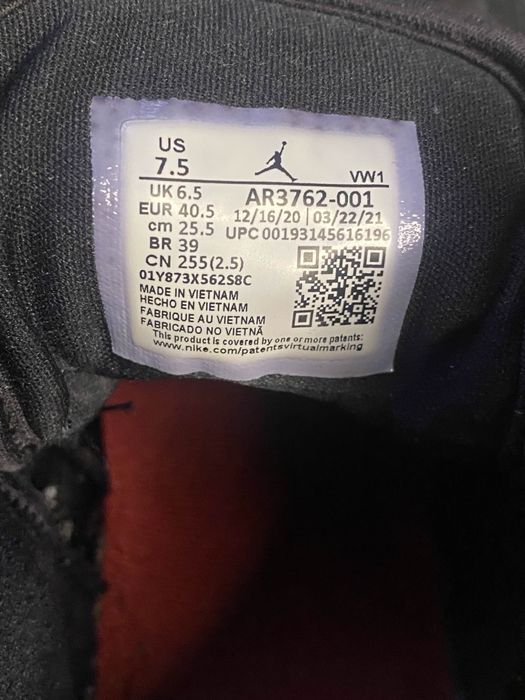 US
7.5
VW1
UK 6.5
AR3762-001
EUR 40.5
12/16/20 | 03/22/21
cm 25.5
UPC 00193145616196
BR 39
CN 255(2.5)
01Y873X562S8C
MADE IN VIETNAM
HECHO EN VIETNAM
FABRIQUE AU VIETNAM
FABRICADO NO VIETNÃ
This product is covered by one or more patents:
www.nike.com/patentsvirtualmarking